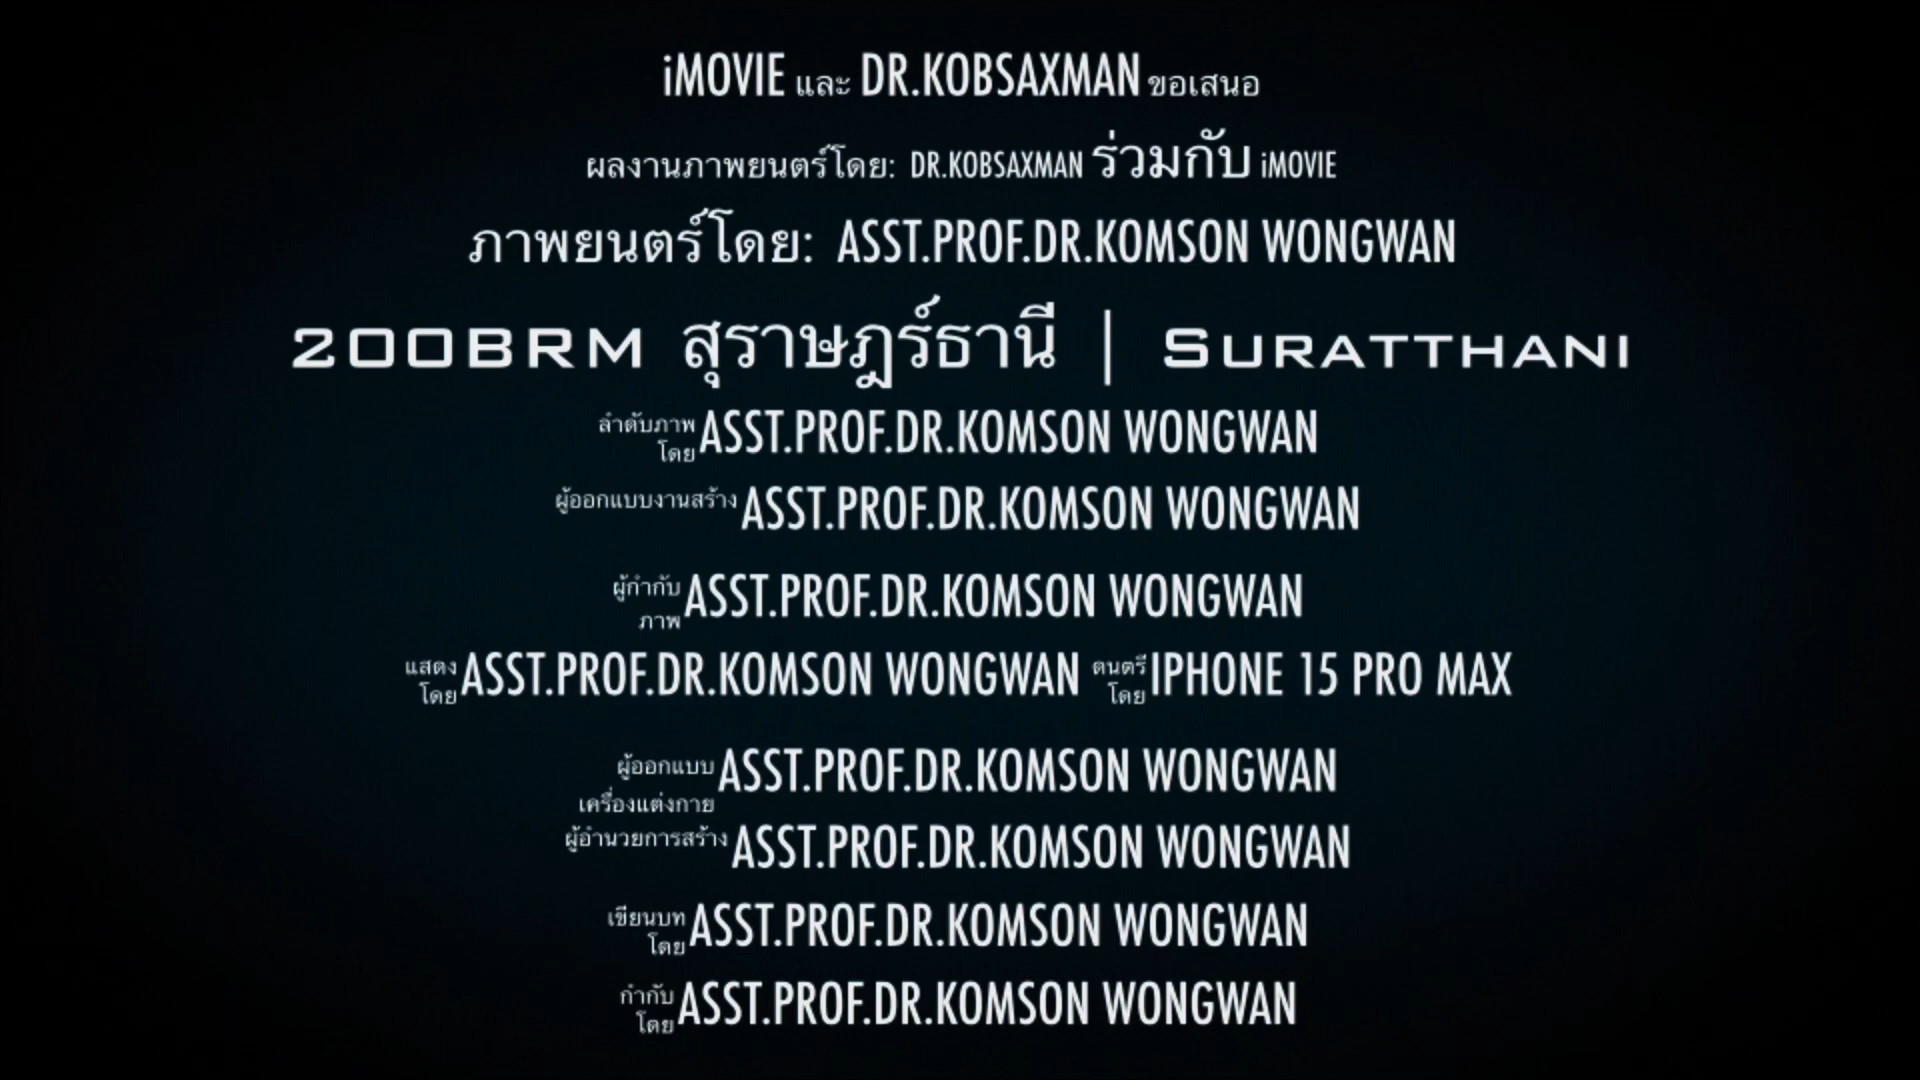 iMOVIE และ DR.KOBSAXMAN ขอเสนอ
ผลงานภาพยนตร์โดย: DR.KOBSAXMAN ร่วมกับ iMOVIE
ภาพยนตร์โดย: ASST.PROF.DR.KOMSON WONGWAN
200BRM สุราษฎร์ธานี | SURATTHANI
ลำดับภาพโดย ASST.PROF.DR.KOMSON WONGWAN
ผู้ออกแบบงานสร้าง ASST.PROF.DR.KOMSON WONGWAN
ผู้กำกับภาพ ASST.PROF.DR.KOMSON WONGWAN
แสดงโดย ASST.PROF.DR.KOMSON WONGWAN ดนตรีโดย IPHONE 15 PRO MAX
ผู้ออกแบบเครื่องแต่งกาย ASST.PROF.DR.KOMSON WONGWAN
ผู้อำนวยการสร้าง ASST.PROF.DR.KOMSON WONGWAN
เขียนบทโดย ASST.PROF.DR.KOMSON WONGWAN
กำกับโดย ASST.PROF.DR.KOMSON WONGWAN